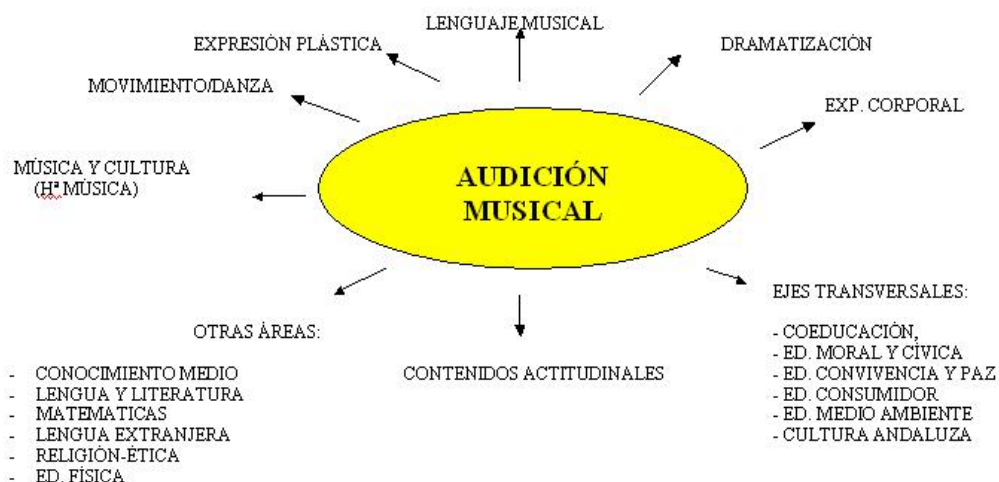 LENGUAJE MUSICAL
EXPRESIÓN PLÁSTICA
DRAMATIZACIÓN
MOVIMIENTO/DANZA
EXP. CORPORAL
MÚSICA Y CULTURA
(Hª MÚSICA)
AUDICIÓN
MUSICAL
OTRAS ÁREAS:
- CONOCIMIENTO MEDIO
- LENGUA Y LITERATURA
- MATEMATICAS
- LENGUA EXTRANJERA
- RELIGIÓN-ÉTICA
- ED. FÍSICA
CONTENIDOS ACTITUDINALES
EJES TRANSVERSALES:
- COEDUCACIÓN,
- ED. MORAL Y CÍVICA
- ED. CONVIVENCIA Y PAZ
- ED. CONSUMIDOR
- ED. MEDIO AMBIENTE
- CULTURA ANDALUZA